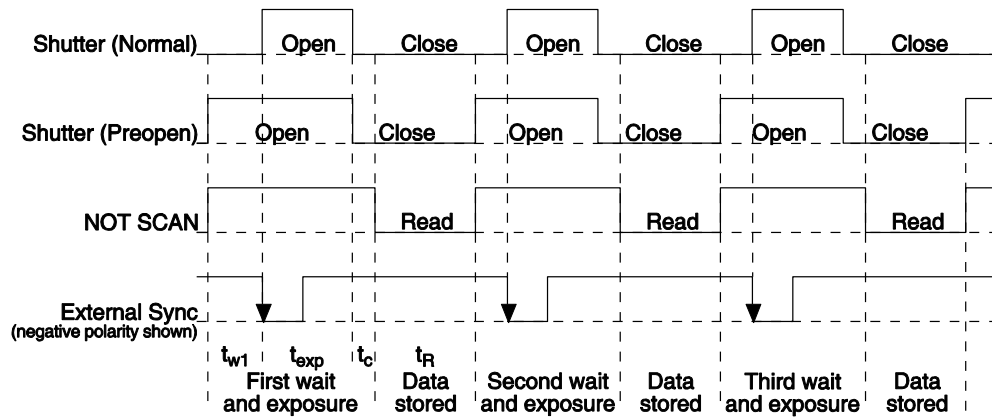 Shutter (Normal) Open Close Open Close Open Close
Shutter (Preopen) Open Close Open Close Open Close
NOT SCAN Read Read Read
External Sync
(negative polarity shown)
tw1 texp tc tR
First wait and exposure
Data stored
Second wait and exposure
Data stored
Third wait and exposure
Data stored